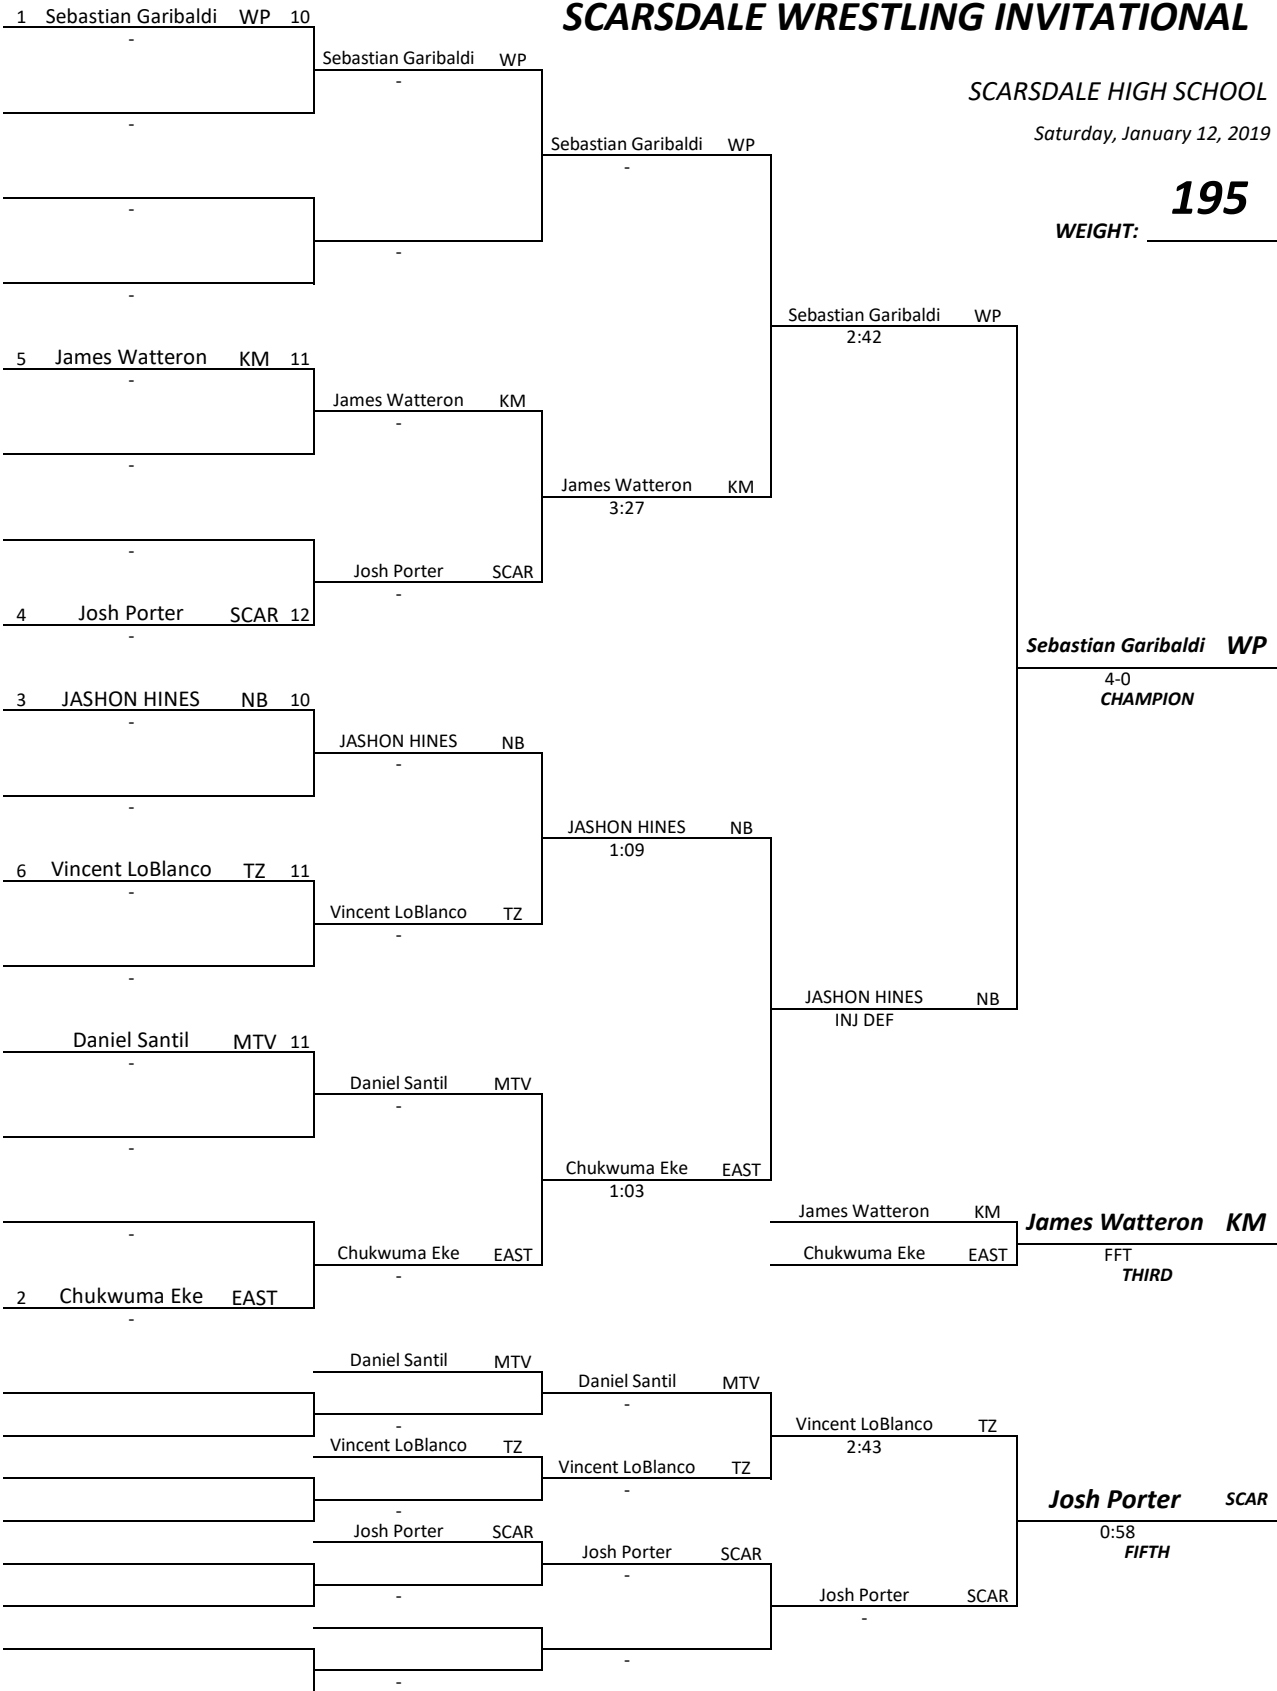 SCARSDALE WRESTLING INVITATIONAL
1 Sebastian Garibaldi WP 10
-
Sebastian Garibaldi WP
-
SCARSDALE HIGH SCHOOL
-
Saturday, January 12, 2019
Sebastian Garibaldi WP
-
195
-
WEIGHT:
-
-
Sebastian Garibaldi WP
2:42
5 James Watteron KM 11
-
James Watteron KM
-
-
James Watteron KM
3:27
-
Josh Porter SCAR
-
4 Josh Porter SCAR 12
-
Sebastian Garibaldi WP
4-0
CHAMPION
3 JASHON HINES NB 10
-
JASHON HINES NB
-
-
JASHON HINES NB
1:09
6 Vincent LoBlanco TZ 11
-
Vincent LoBlanco TZ
-
-
JASHON HINES NB
INJ DEF
Daniel Santil MTV 11
-
Daniel Santil MTV
-
-
Chukwuma Eke EAST
1:03
James Watteron KM
James Watteron KM
-
Chukwuma Eke EAST
Chukwuma Eke EAST
FFT
THIRD
-
2 Chukwuma Eke EAST
-
Daniel Santil MTV
Daniel Santil MTV
-
-
Vincent LoBlanco TZ
2:43
Vincent LoBlanco TZ
Vincent LoBlanco TZ
-
-
Josh Porter SCAR
0:58
FIFTH
Josh Porter SCAR
Josh Porter SCAR
-
-
Josh Porter SCAR
-
-
-